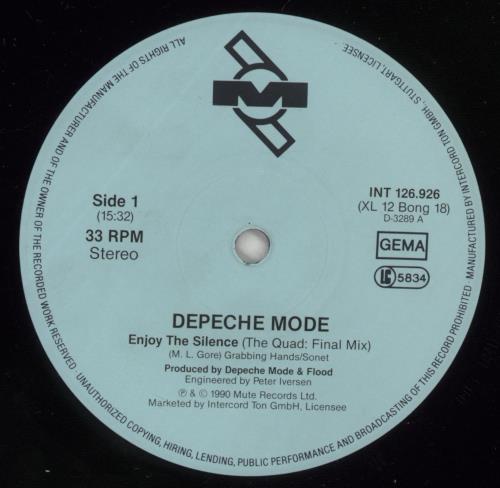 M
Side 1
(15:32)
33 RPM
Stereo
INT 126.926
(XL 12 Bong 18)
D-3289 A
GEMA
LC 5834
DEPECHE MODE
Enjoy The Silence (The Quad: Final Mix)
(M. L. Gore) Grabbing Hands/Sonet
Produced by Depeche Mode & Flood
Engineered by Peter Iversen
℗ & © 1990 Mute Records Ltd.
Marketed by Intercord Ton GmbH, Licensee
ALL RIGHTS OF THE MANUFACTURER AND OF THE OWNER OF THE RECORDED WORK RESERVED · UNAUTHORIZED COPYING, HIRING, LENDING, PUBLIC PERFORMANCE AND BROADCASTING OF THIS RECORD PROHIBITED · MANUFACTURED BY INTERCORD TON GMBH., STUTTGART, LICENSEE